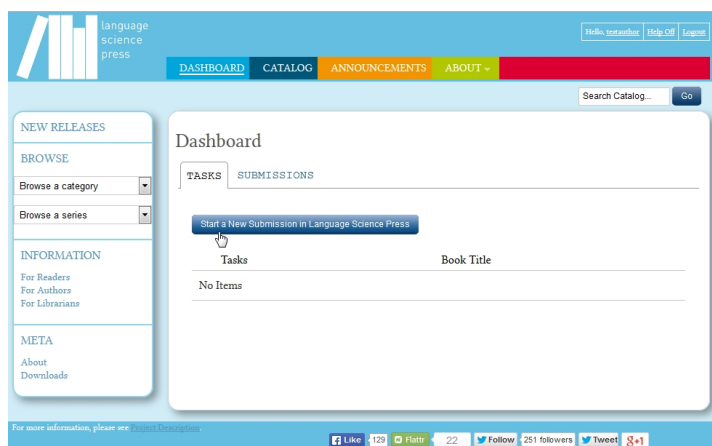 language
science
press
Hello, testauthor Help Off Logout
DASHBOARD CATALOG ANNOUNCEMENTS ABOUT
Search Catalog... Go
NEW RELEASES
BROWSE
Browse a category
Browse a series
INFORMATION
For Readers
For Authors
For Librarians
META
About
Downloads
Dashboard
TASKS SUBMISSIONS
Start a New Submission in Language Science Press
Tasks Book Title
No Items
For more information, please see Project Description.
Like 129 Flattr 22 Follow 251 followers Tweet g+1